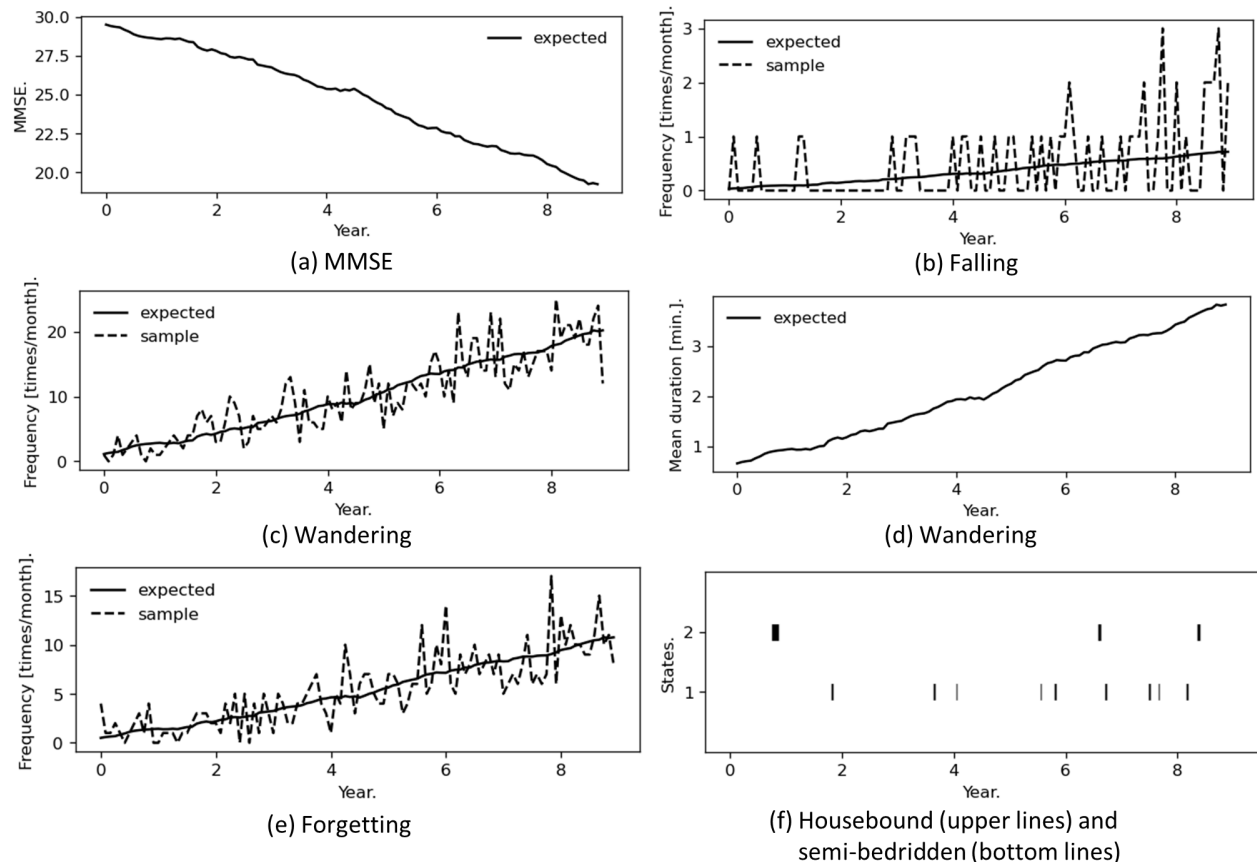 30.0
27.5
25.0
22.5
20.0
MMSE.
expected
0 2 4 6 8
Year.
(a) MMSE
3
2
1
0
Frequency [times/month].
expected
sample
0 2 4 6 8
Year.
(b) Falling
20
10
0
Frequency [times/month].
expected
sample
0 2 4 6 8
Year.
(c) Wandering
3
2
1
Mean duration [min.].
expected
0 2 4 6 8
Year.
(d) Wandering
15
10
5
0
Frequency [times/month].
expected
sample
0 2 4 6 8
Year.
(e) Forgetting
2
1
States.
0 2 4 6 8
Year.
(f) Housebound (upper lines) and
semi-bedridden (bottom lines)